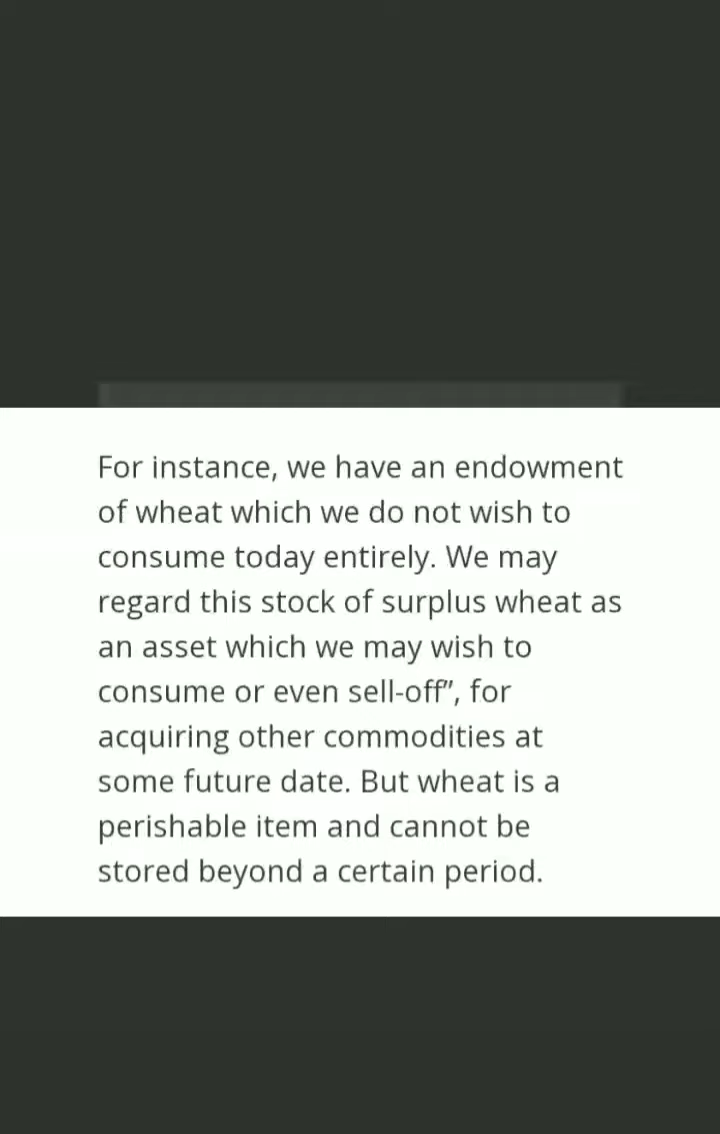 For instance, we have an endowment
of wheat which we do not wish to
consume today entirely. We may
regard this stock of surplus wheat as
an asset which we may wish to
consume or even sell-off”, for
acquiring other commodities at
some future date. But wheat is a
perishable item and cannot be
stored beyond a certain period.